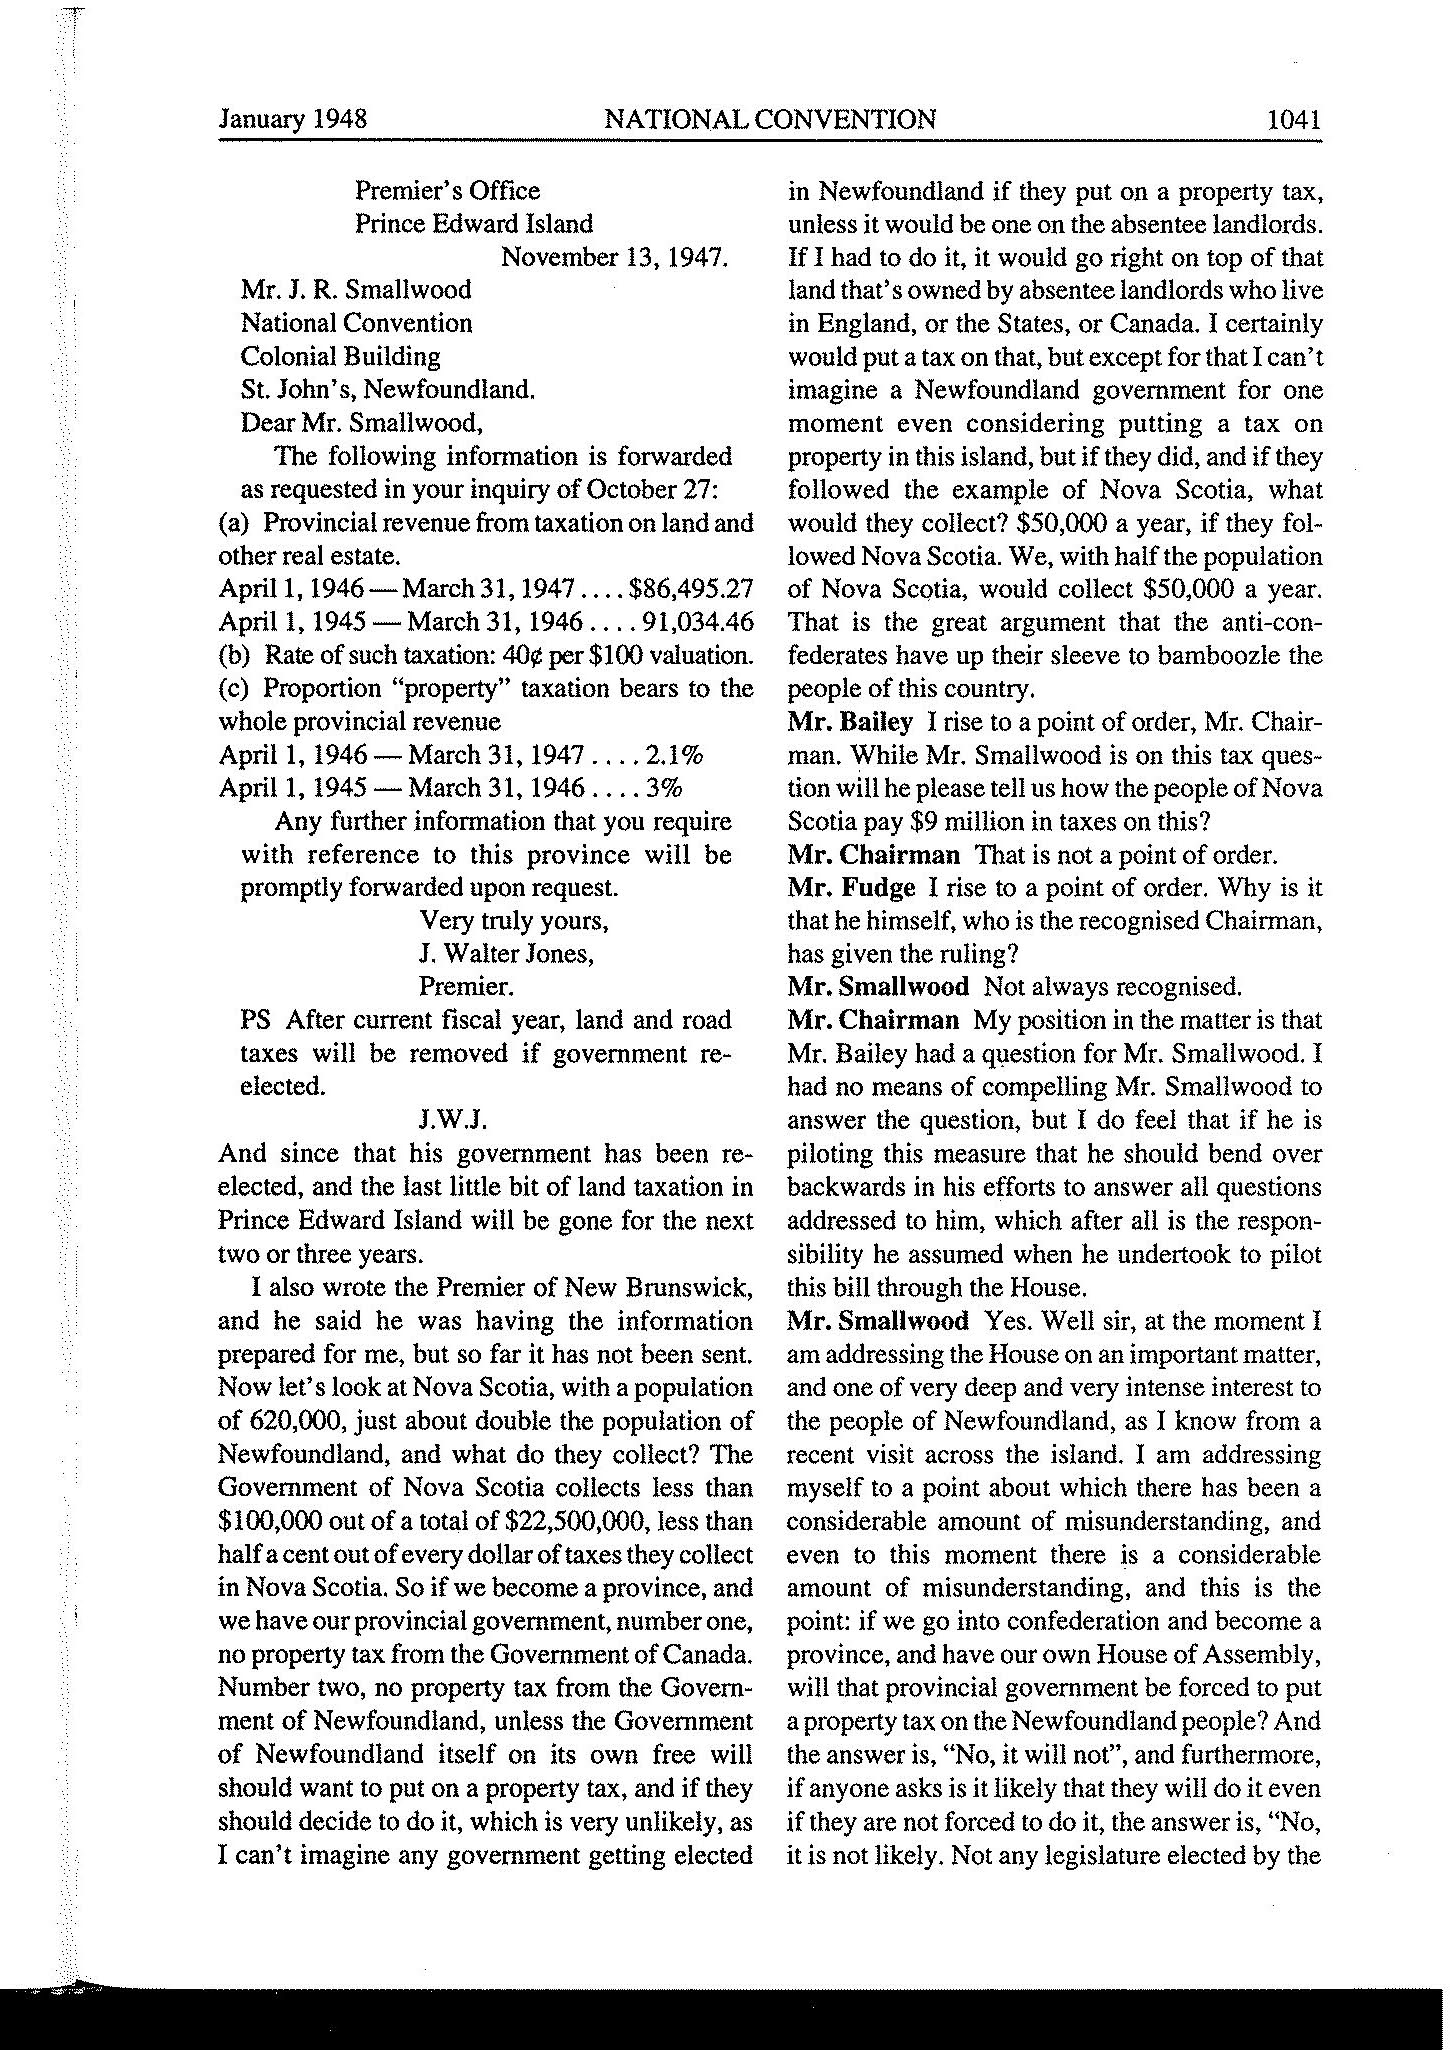 January 1948 NATIONAL CONVENTION 1041
Premier's Office
Prince Edward Island
November 13, 1947.
Mr. J. R. Smallwood
National Convention
Colonial Building
St. John's, Newfoundland.
Dear Mr. Smallwood,
The following information is forwarded
as requested in your inquiry of October 27:
(a) Provincial revenue from taxation on land and
other real estate.
April 1, 1946 — March 31, 1947 .... $86,495.27
April 1, 1945 — March 31, 1946 .... 91,034.46
(b) Rate of such taxation: 40¢ per $100 valuation.
(c) Proportion "property" taxation bears to the
whole provincial revenue
April 1, 1946 — March 31, 1947 .... 2.1%
April 1, 1945 — March 31, 1946 .... 3%
Any further information that you require
with reference to this province will be
promptly forwarded upon request.
Very truly yours,
J. Walter Jones,
Premier.
PS After current fiscal year, land and road
taxes will be removed if government re-
elected.
J.W.J.
And since that his government has been re-
elected, and the last little bit of land taxation in
Prince Edward Island will be gone for the next
two or three years.
I also wrote the Premier of New Brunswick,
and he said he was having the information
prepared for me, but so far it has not been sent.
Now let's look at Nova Scotia, with a population
of 620,000, just about double the population of
Newfoundland, and what do they collect? The
Government of Nova Scotia collects less than
$100,000 out of a total of $22,500,000, less than
half a cent out of every dollar of taxes they collect
in Nova Scotia. So if we become a province, and
we have our provincial government, number one,
no property tax from the Government of Canada.
Number two, no property tax from the Govern-
ment of Newfoundland, unless the Government
of Newfoundland itself on its own free will
should want to put on a property tax, and if they
should decide to do it, which is very unlikely, as
I can't imagine any government getting elected
in Newfoundland if they put on a property tax,
unless it would be one on the absentee landlords.
If I had to do it, it would go right on top of that
land that's owned by absentee landlords who live
in England, or the States, or Canada. I certainly
would put a tax on that, but except for that I can't
imagine a Newfoundland government for one
moment even considering putting a tax on
property in this island, but if they did, and if they
followed the example of Nova Scotia, what
would they collect? $50,000 a year, if they fol-
lowed Nova Scotia. We, with half the population
of Nova Scotia, would collect $50,000 a year.
That is the great argument that the anti-con-
federates have up their sleeve to bamboozle the
people of this country.
Mr. Bailey I rise to a point of order, Mr. Chair-
man. While Mr. Smallwood is on this tax ques-
tion will he please tell us how the people of Nova
Scotia pay $9 million in taxes on this?
Mr. Chairman That is not a point of order.
Mr. Fudge I rise to a point of order. Why is it
that he himself, who is the recognised Chairman,
has given the ruling?
Mr. Smallwood Not always recognised.
Mr. Chairman My position in the matter is that
Mr. Bailey had a question for Mr. Smallwood. I
had no means of compelling Mr. Smallwood to
answer the question, but I do feel that if he is
piloting this measure that he should bend over
backwards in his efforts to answer all questions
addressed to him, which after all is the respon-
sibility he assumed when he undertook to pilot
this bill through the House.
Mr. Smallwood Yes. Well sir, at the moment I
am addressing the House on an important matter,
and one of very deep and very intense interest to
the people of Newfoundland, as I know from a
recent visit across the island. I am addressing
myself to a point about which there has been a
considerable amount of misunderstanding, and
even to this moment there is a considerable
amount of misunderstanding, and this is the
point: if we go into confederation and become a
province, and have our own House of Assembly,
will that provincial government be forced to put
a property tax on the Newfoundland people? And
the answer is, "No, it will not", and furthermore,
if anyone asks is it likely that they will do it even
if they are not forced to do it, the answer is, "No,
it is not likely. Not any legislature elected by the